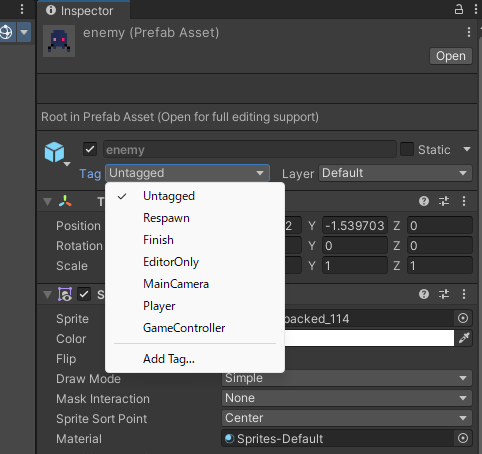 Inspector
enemy (Prefab Asset)
Open
Root in Prefab Asset (Open for full editing support)
enemy Static
Tag Untagged Layer Default
Untagged
Respawn
Finish
EditorOnly
MainCamera
Player
GameController
Add Tag...
T
Position 2 Y -1.539703 Z 0
Rotation Y 0 Z 0
Scale Y 1 Z 1
S
Sprite packed_114
Color
Flip
Draw Mode Simple
Mask Interaction None
Sprite Sort Point Center
Material Sprites-Default